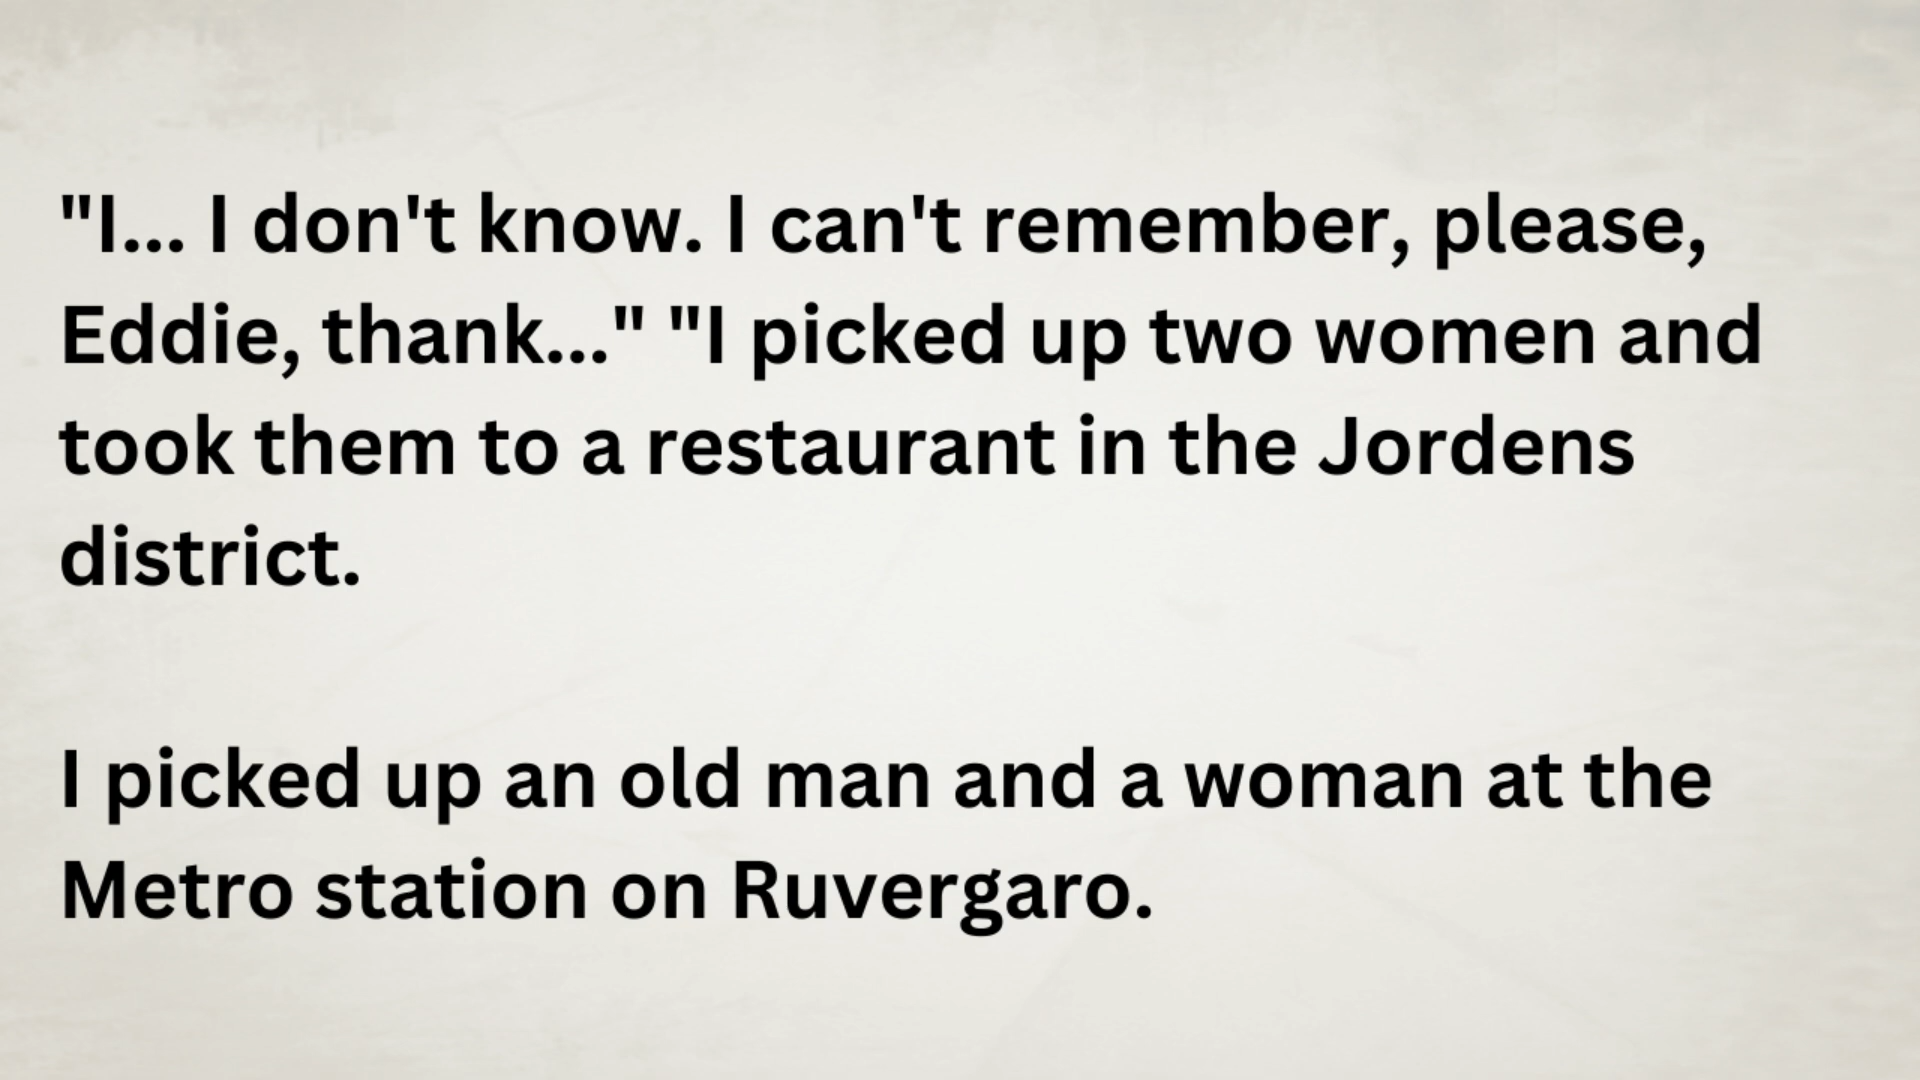 "I... I don't know. I can't remember, please,
Eddie, thank..." "I picked up two women and
took them to a restaurant in the Jordens
district.
I picked up an old man and a woman at the
Metro station on Ruvergaro.